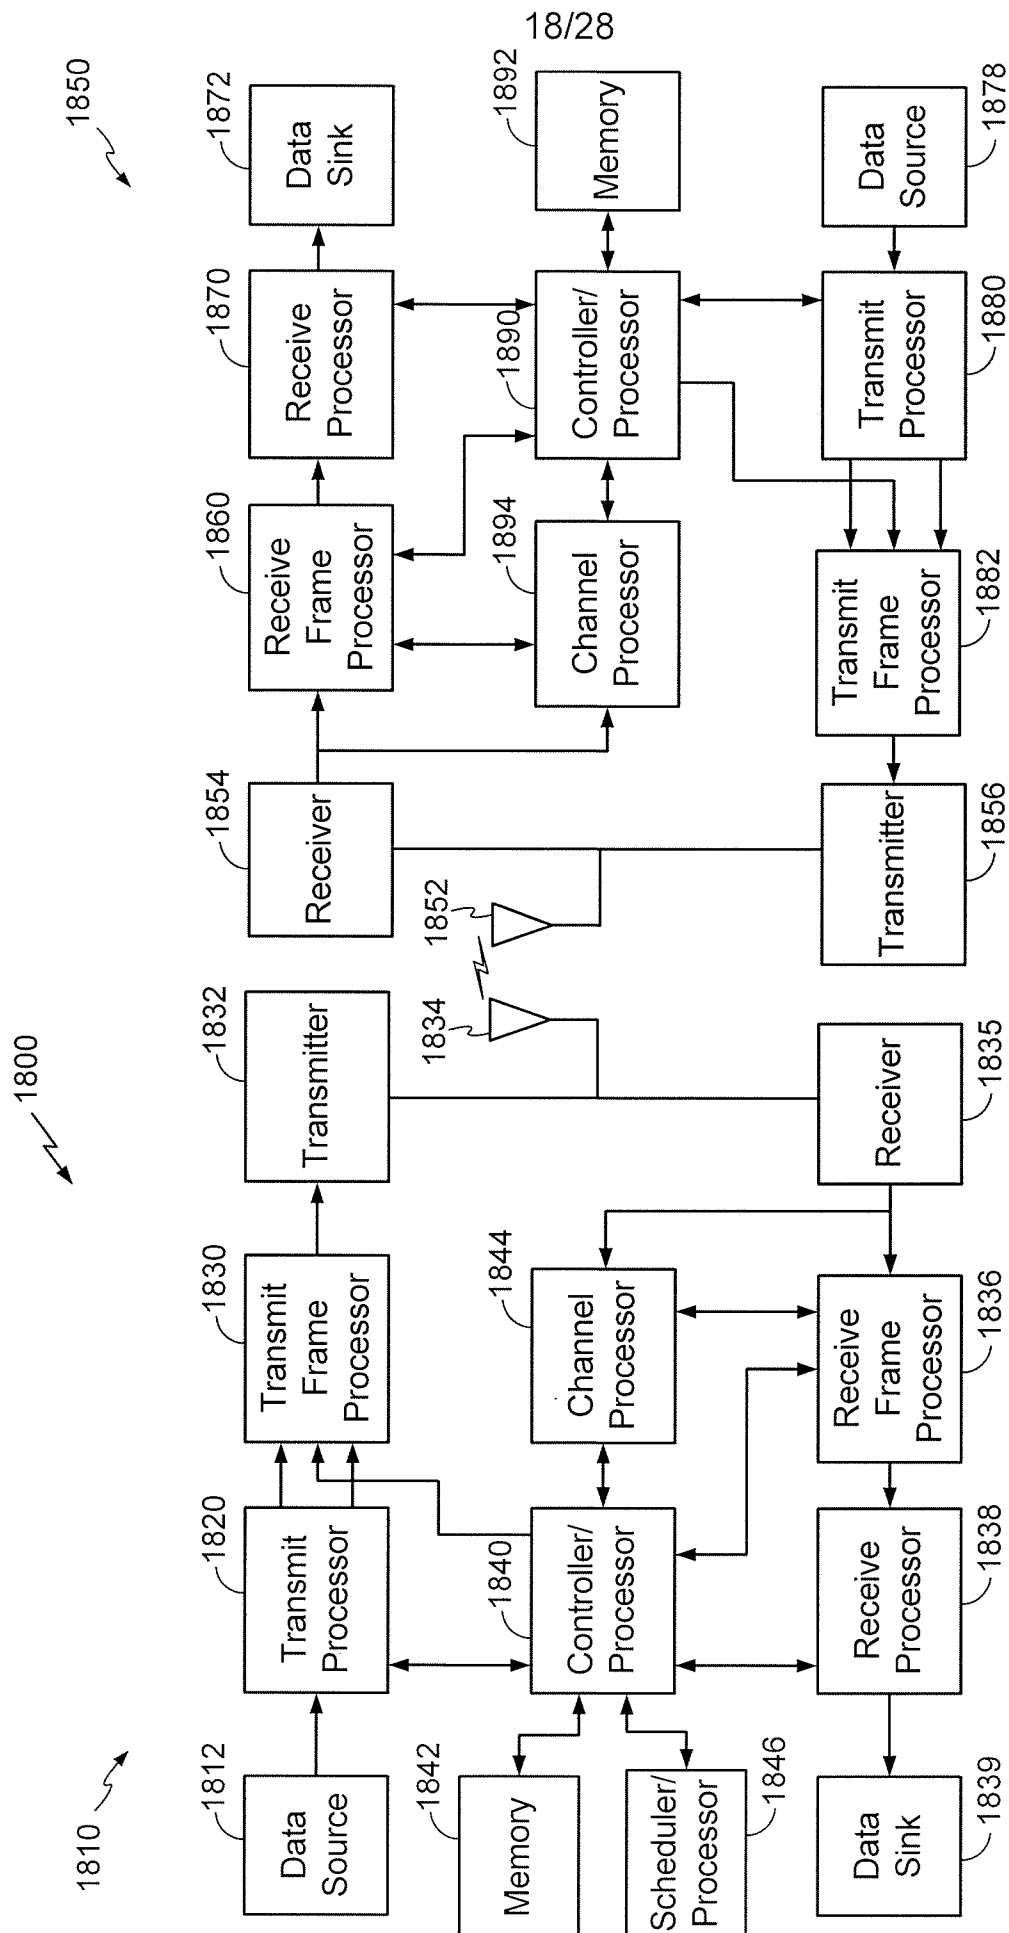 18/28
1800
1810
1850
1812
Data
Source
1820
Transmit
Processor
1830
Transmit
Frame
Processor
1832
Transmitter
1834
1842
Memory
1840
Controller/
Processor
1844
Channel
Processor
Scheduler/
Processor
1846
Data
Sink
1839
Receive
Processor
1838
Receive
Frame
Processor
1836
Receiver
1835
1852
1854
Receiver
1860
Receive
Frame
Processor
1870
Receive
Processor
1872
Data
Sink
1894
Channel
Processor
1890
Controller/
Processor
1892
Memory
Transmitter
1856
Transmit
Frame
Processor
1882
Transmit
Processor
1880
Data
Source
1878